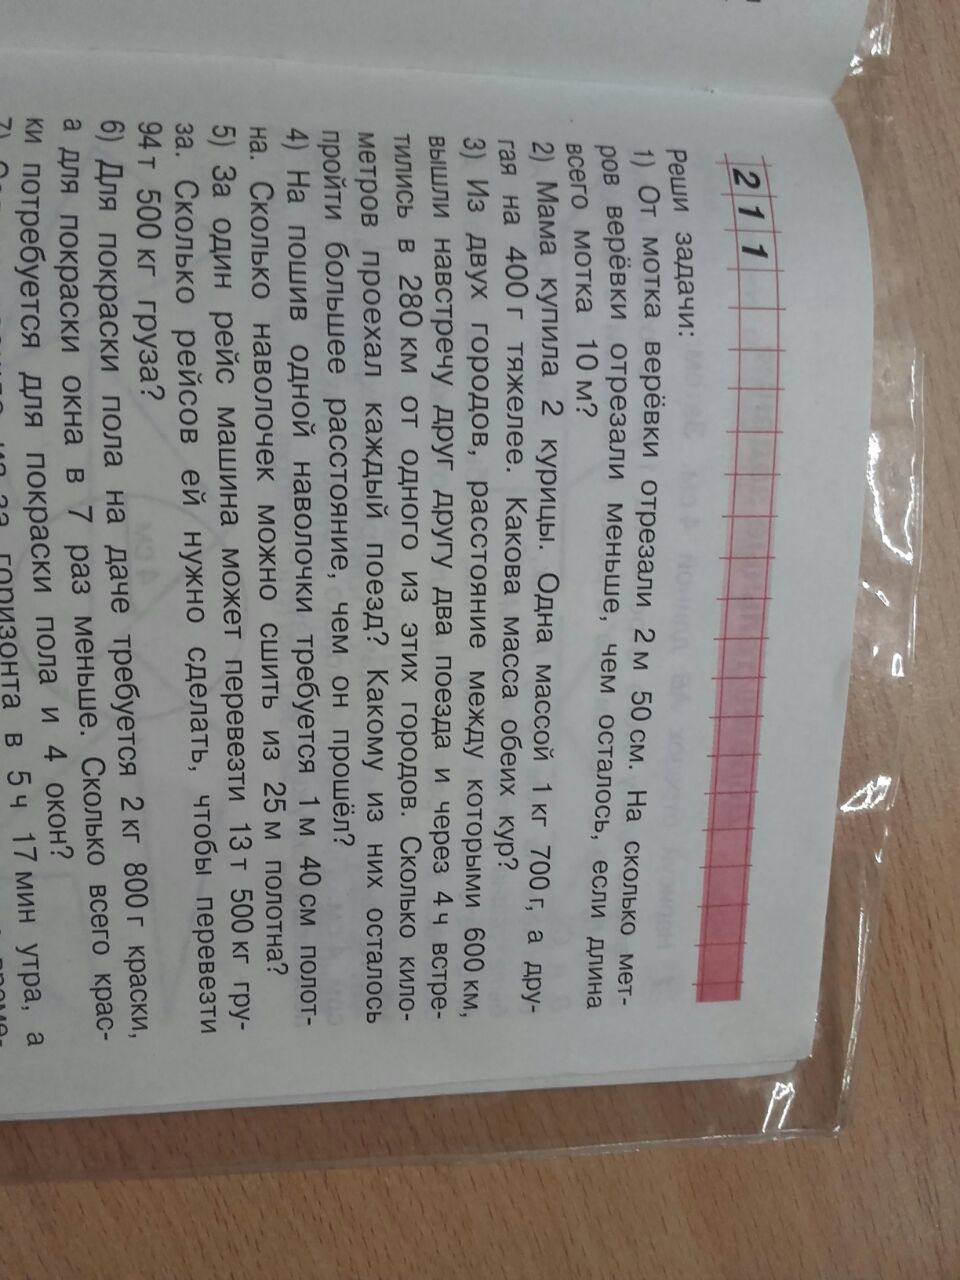 211
Реши задачи:
1) От мотка верёвки отрезали 2 м 50 см. На сколько мет-
ров верёвки отрезали меньше, чем осталось, если длина
всего мотка 10 м?
2) Мама купила 2 курицы. Одна массой 1 кг 700 г, а дру-
гая на 400 г тяжелее. Какова масса обеих кур?
3) Из двух городов, расстояние между которыми 600 км,
вышли навстречу друг другу два поезда и через 4 ч встре-
тились в 280 км от одного из этих городов. Сколько кило-
метров проехал каждый поезд? Какому из них осталось
пройти большее расстояние, чем он прошёл?
4) На пошив одной наволочки требуется 1 м 40 см полот-
на. Сколько наволочек можно сшить из 25 м полотна?
5) За один рейс машина может перевезти 13 т 500 кг гру-
за. Сколько рейсов ей нужно сделать, чтобы перевезти
94 т 500 кг груза?
6) Для покраски пола на даче требуется 2 кг 800 г краски,
а для покраски окна в 7 раз меньше. Сколько всего крас-
ки потребуется для покраски пола и 4 окон?
7) из-за горизонта в 5 ч 17 мин утра, а